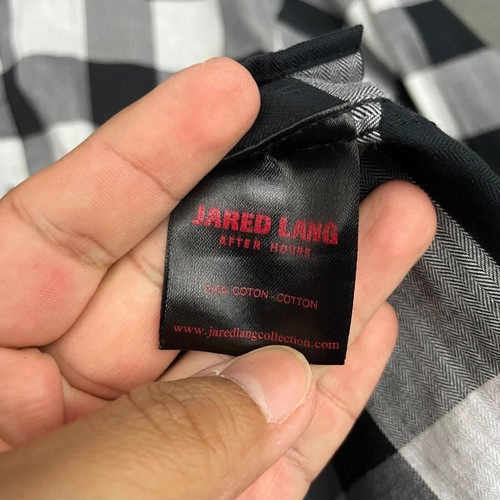 JARED LANG
AFTER HOURS
COTON - COTTON
www.jaredlangcollection.com